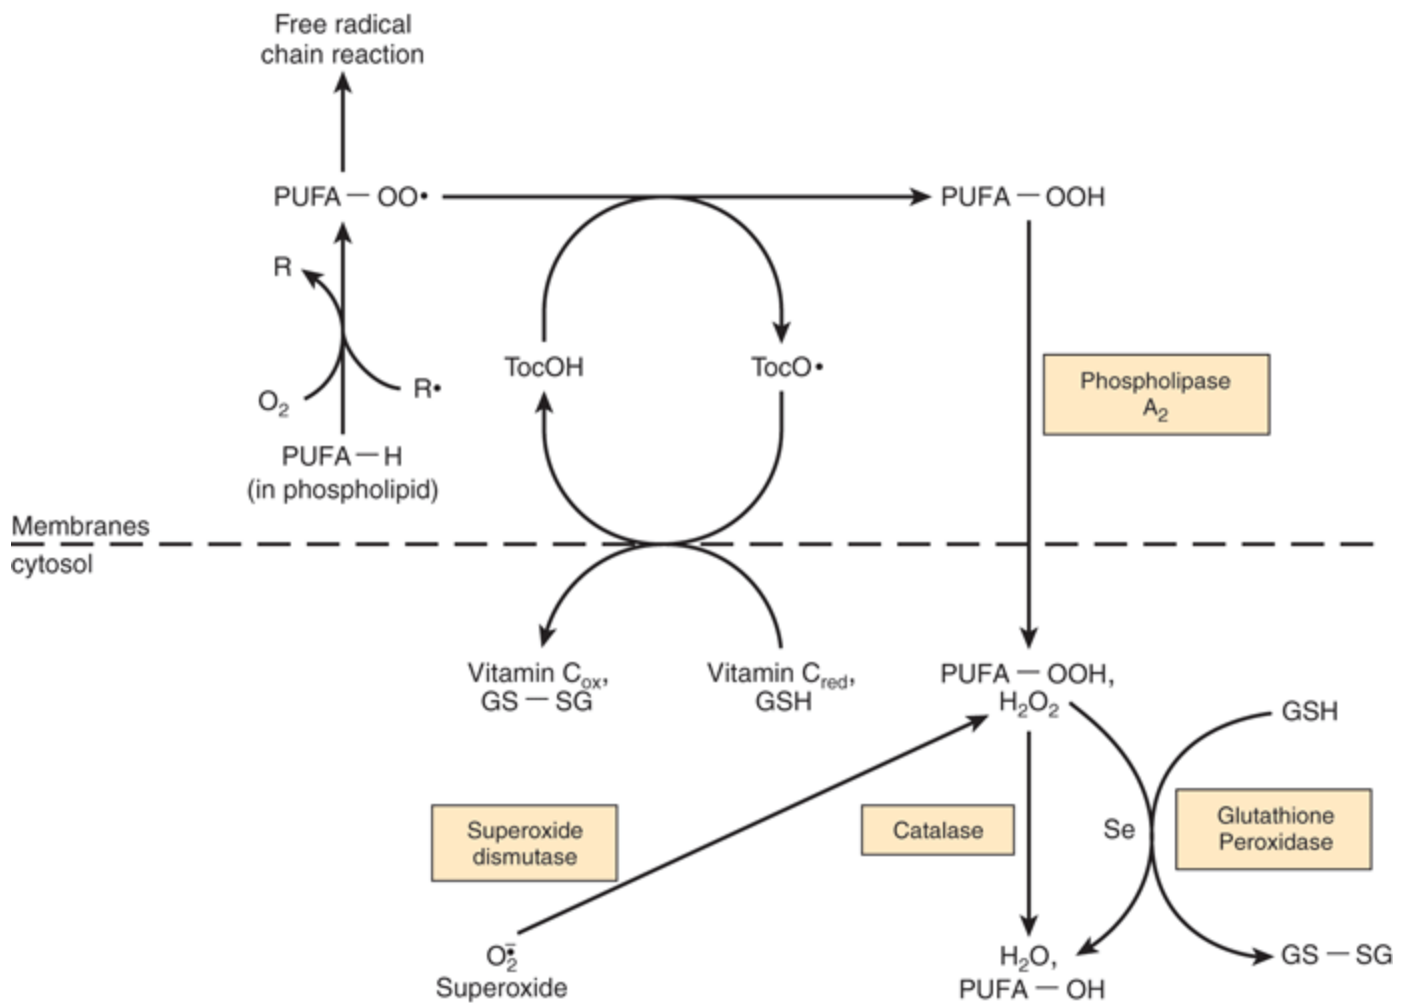 Free radical
chain reaction
PUFA — OO•
PUFA — OOH
R
TocOH
TocO•
O₂
R•
Phospholipase
A₂
PUFA — H
(in phospholipid)
Membranes
cytosol
Vitamin Cₒₓ,
GS — SG
Vitamin C_red,
GSH
PUFA — OOH,
H₂O₂
GSH
Superoxide
dismutase
Catalase
Se
Glutathione
Peroxidase
O₂•̅
Superoxide
H₂O,
PUFA — OH
GS — SG